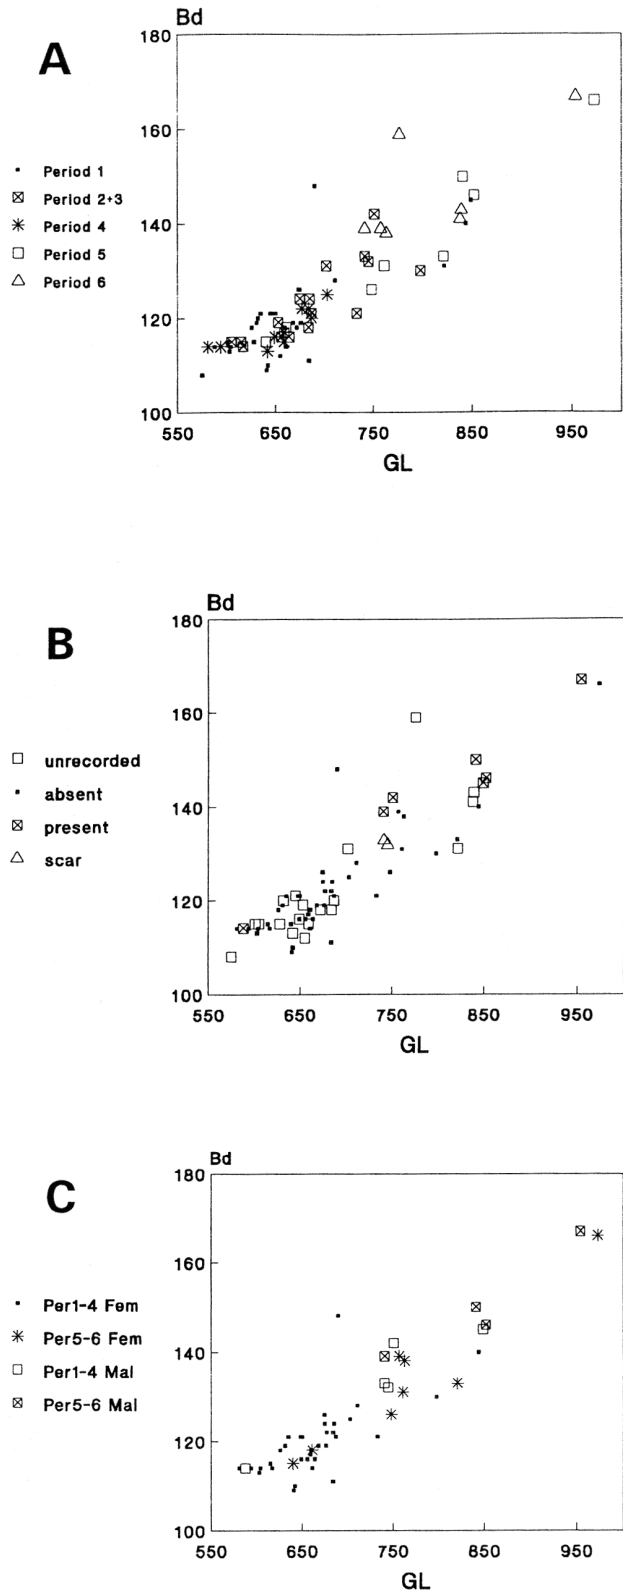 Bd
A
180
160
140
120
100
550 650 750 850 950
GL
Period 1
Period 2+3
Period 4
Period 5
Period 6
Bd
B
180
160
140
120
100
550 650 750 850 950
GL
unrecorded
absent
present
scar
Bd
C
180
160
140
120
100
550 650 750 850 950
GL
Per1-4 Fem
Per5-6 Fem
Per1-4 Mal
Per5-6 Mal